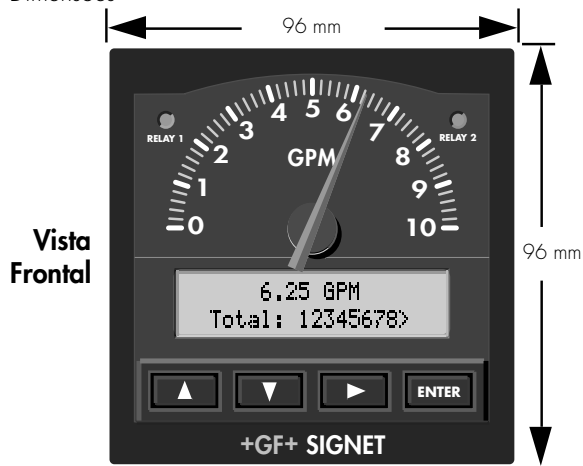 96 mm
RELAY 1
RELAY 2
0 1 2 3 4 5 6 7 8 9 10
GPM
Vista
Frontal
96 mm
6.25 GPM
Total: 12345678>
ENTER
+GF+ SIGNET